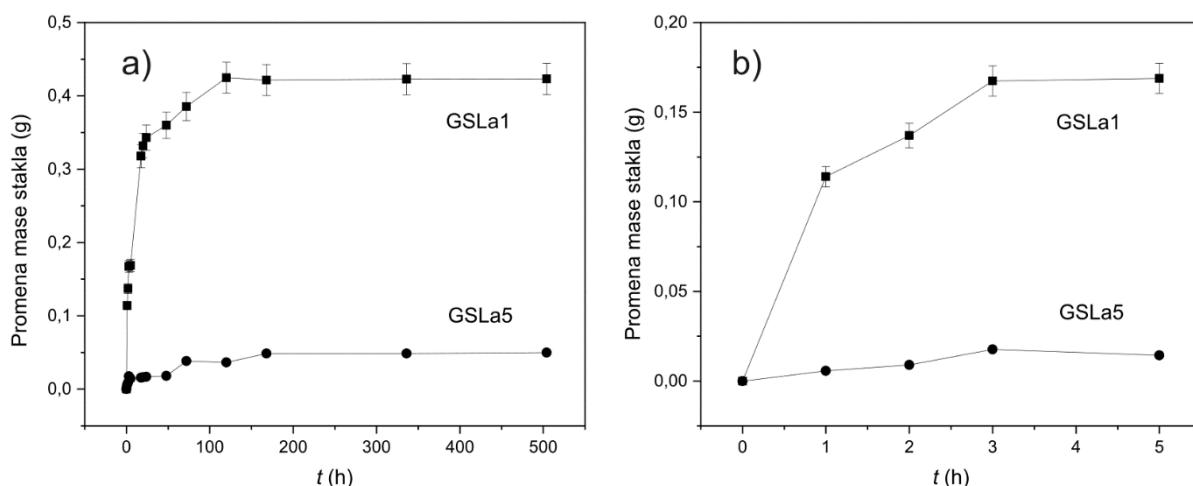 a)
Promena mase stakla (g)
0,5
0,4
0,3
0,2
0,1
0,0
GSLa1
GSLa5
0 100 200 300 400 500
t (h)
b)
Promena mase stakla (g)
0,20
0,15
0,10
0,05
0,00
GSLa1
GSLa5
0 1 2 3 4 5
t (h)